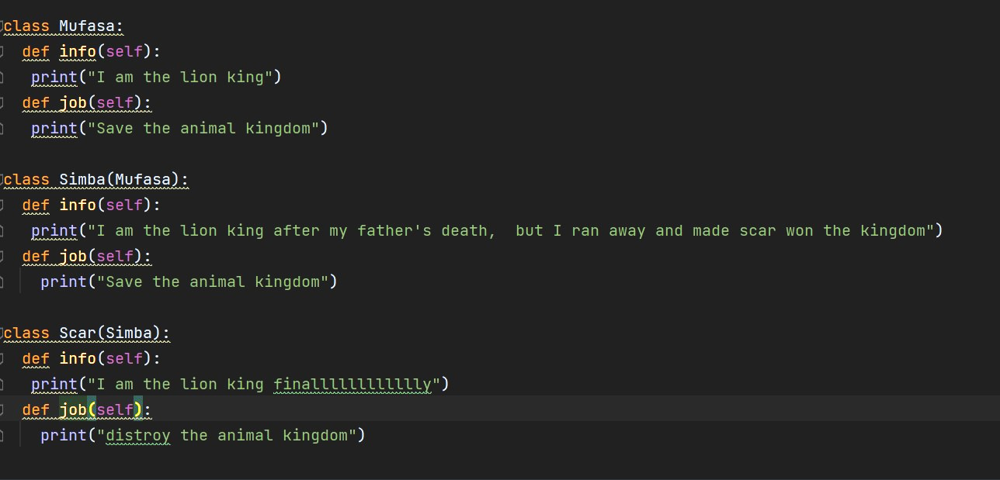 class Mufasa:
  def info(self):
   print("I am the lion king")
  def job(self):
   print("Save the animal kingdom")

class Simba(Mufasa):
  def info(self):
   print("I am the lion king after my father's death,  but I ran away and made scar won the kingdom")
  def job(self):
    print("Save the animal kingdom")

class Scar(Simba):
  def info(self):
   print("I am the lion king finalllllllllllly")
  def job(self):
    print("distroy the animal kingdom")